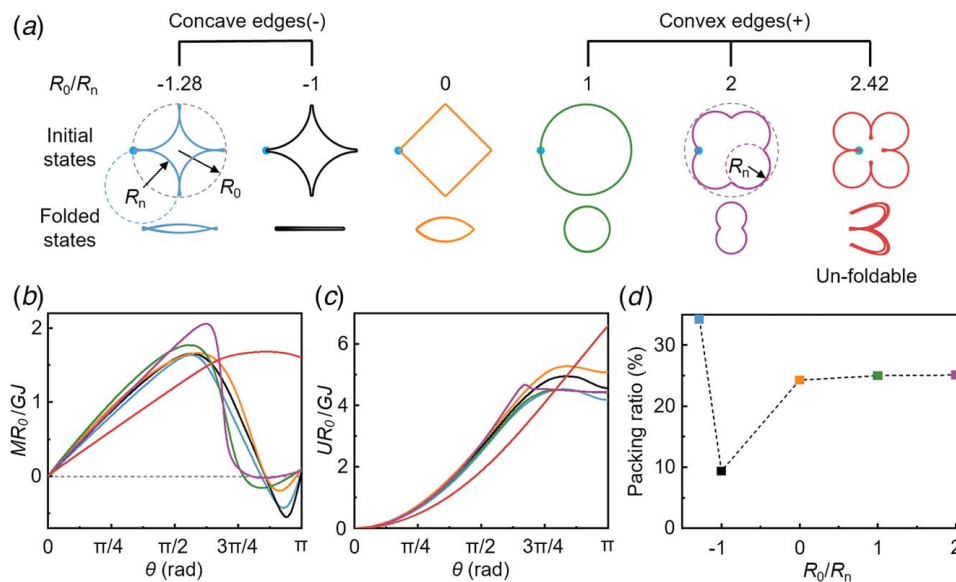 (a)
Concave edges(-)
Convex edges(+)
R0/Rn
-1.28
-1
0
1
2
2.42
Initial
states
Rn
R0
Rn
Folded
states
Un-foldable
(b)
MR0/GJ
2
1
0
0
π/4
π/2
3π/4
π
θ (rad)
(c)
UR0/GJ
6
4
2
0
0
π/4
π/2
3π/4
π
θ (rad)
(d)
Packing ratio (%)
30
20
10
0
-1
0
1
2
R0/Rn